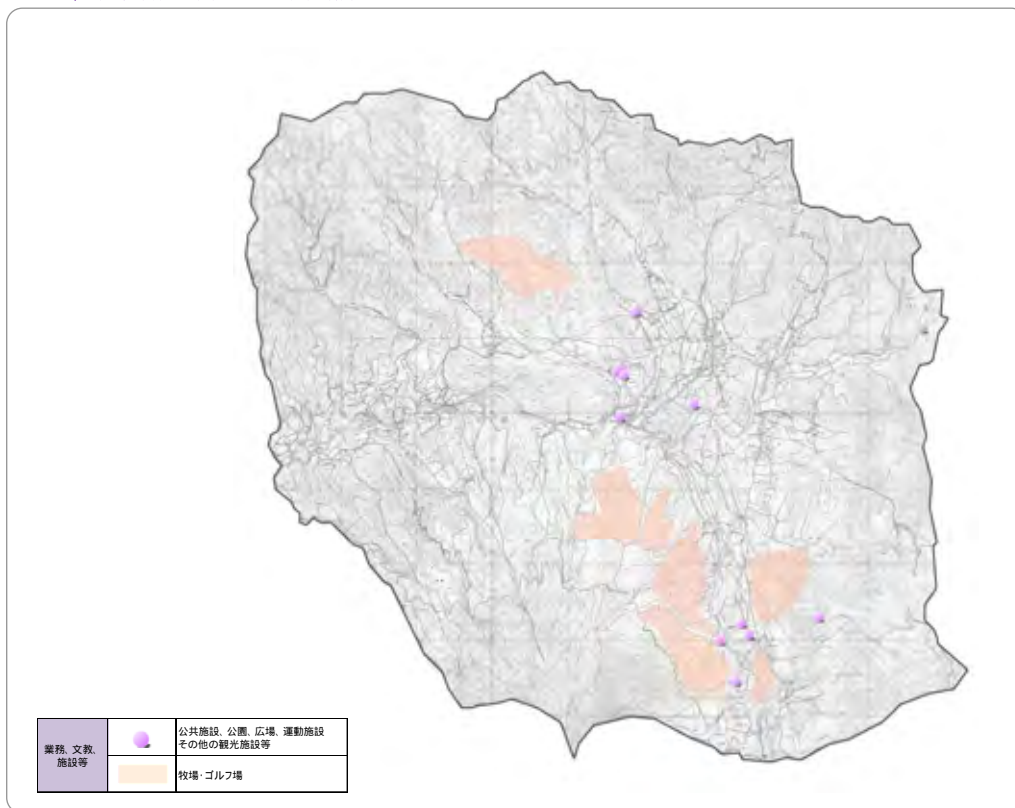 業務、文教、
施設等
公共施設、公園、広場、運動施設
その他の観光施設等
牧場・ゴルフ場